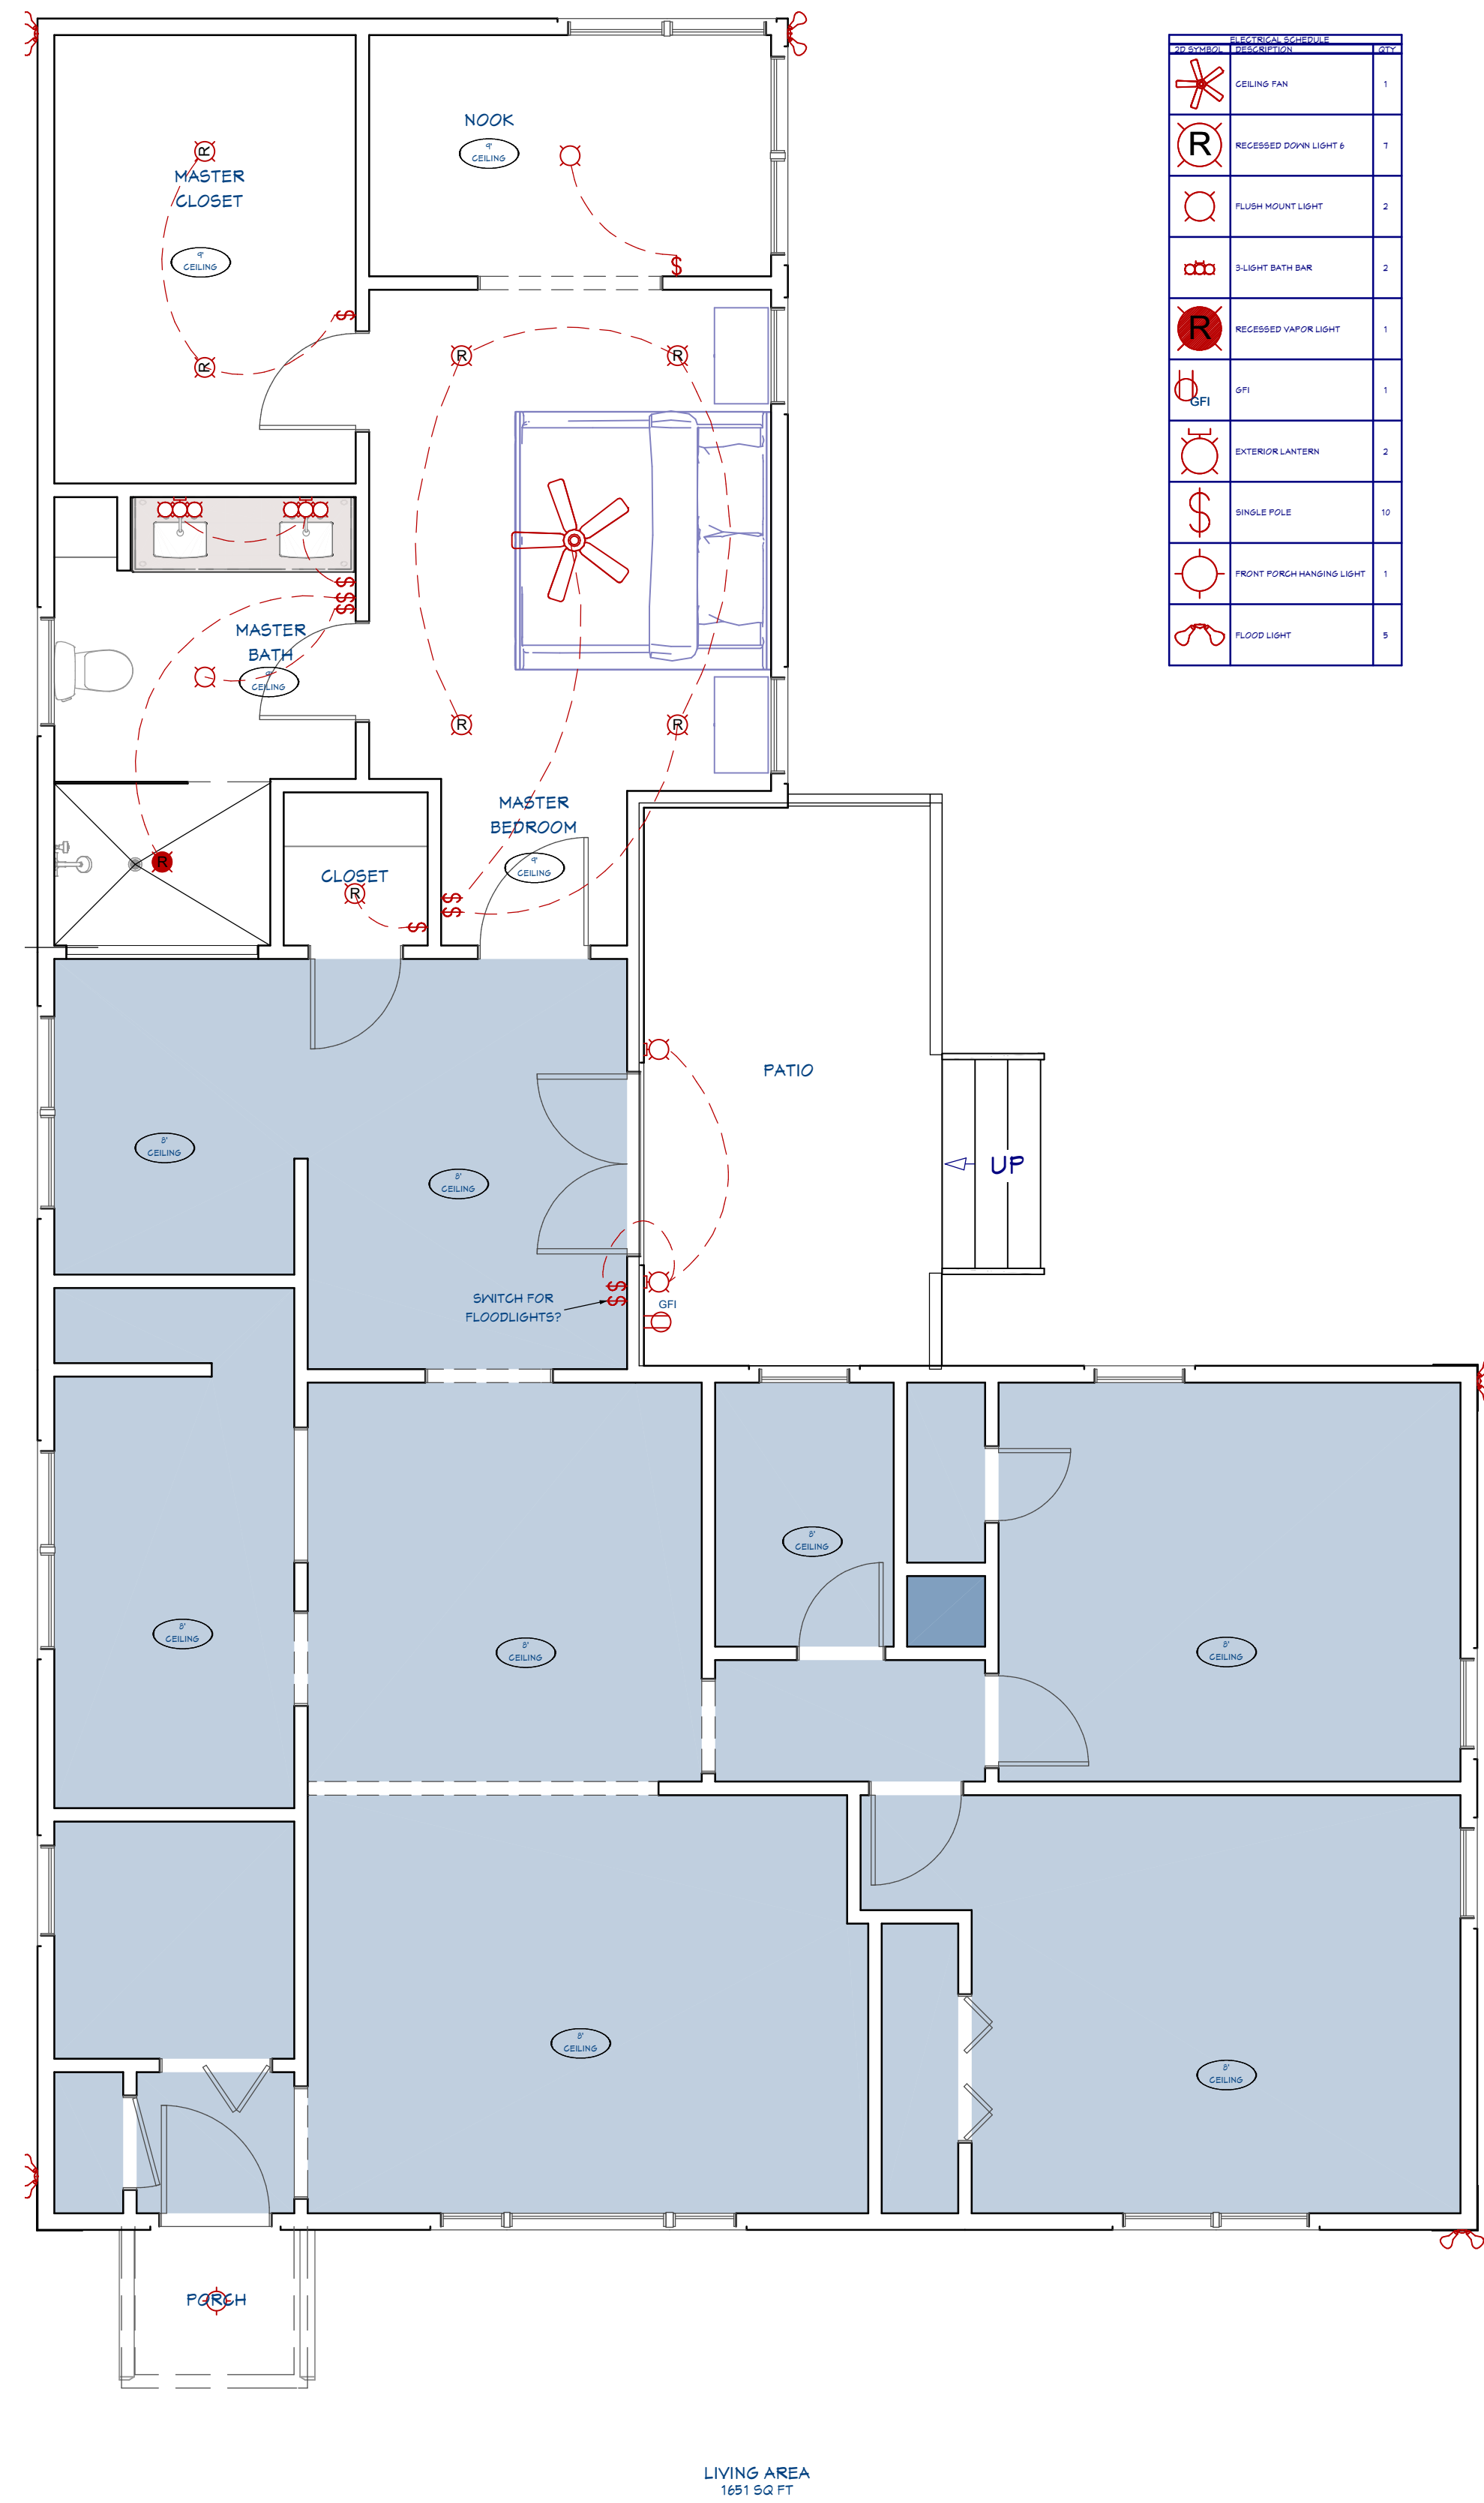 ELECTRICAL SCHEDULE
2D SYMBOL DESCRIPTION QTY
CEILING FAN 1
R RECESSED DOWN LIGHT 6 7
FLUSH MOUNT LIGHT 2
3-LIGHT BATH BAR 2
R RECESSED VAPOR LIGHT 1
GFI GFI 1
EXTERIOR LANTERN 2
$ SINGLE POLE 10
FRONT PORCH HANGING LIGHT 1
FLOOD LIGHT 5
NOOK
9'
CEILING
$
R
MASTER
CLOSET
9'
CEILING
$
R
R
R
$
$
$
MASTER
BATH
9'
CEILING
R
R
MASTER
BEDROOM
9'
CEILING
$
$
R
CLOSET
R
$
PATIO
UP
8'
CEILING
8'
CEILING
$
$
SWITCH FOR
FLOODLIGHTS?
GFI
8'
CEILING
8'
CEILING
8'
CEILING
8'
CEILING
8'
CEILING
8'
CEILING
PORCH
LIVING AREA
1651 SQ FT